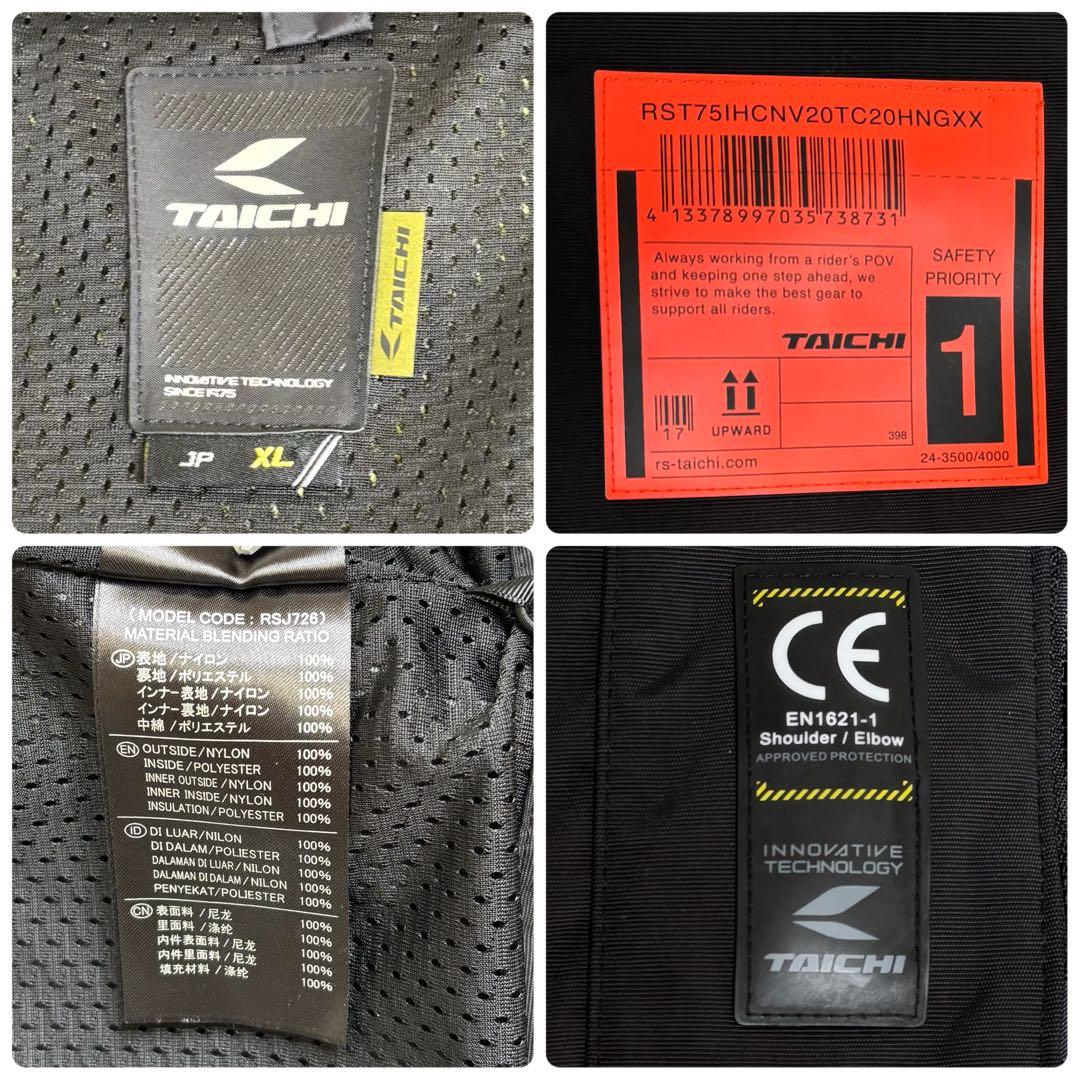 TAICHI
INNOVATIVE TECHNOLOGY
SINCE 1975
TAICHI
JP XL
RST75IHCNV20TC20HNGXX
4 13378997035738731
Always working from a rider's POV
and keeping one step ahead, we
strive to make the best gear to
support all riders.
TAICHI
SAFETY
PRIORITY
1
17
UPWARD
398
rs-taichi.com
24-3500/4000
(MODEL CODE : RSJ726)
MATERIAL BLENDING RATIO
JP 表地/ナイロン 100%
裏地/ポリエステル 100%
インナー表地/ナイロン 100%
インナー裏地/ナイロン 100%
中綿/ポリエステル 100%
EN OUTSIDE/NYLON 100%
INSIDE/POLYESTER 100%
INNER OUTSIDE/NYLON 100%
INNER INSIDE/NYLON 100%
INSULATION/POLYESTER 100%
ID DI LUAR/NILON 100%
DI DALAM/POLIESTER 100%
DALAMAN DI LUAR/NILON 100%
DALAMAN DI DALAM/NILON 100%
PENYEKAT/POLIESTER 100%
CN 表面料/尼龙 100%
里面料/涤纶 100%
内件表面料/尼龙 100%
内件里面料/尼龙 100%
填充材料/涤纶 100%
100%
CE
EN1621-1
Shoulder / Elbow
APPROVED PROTECTION
INNOVATIVE
TECHNOLOGY
TAICHI